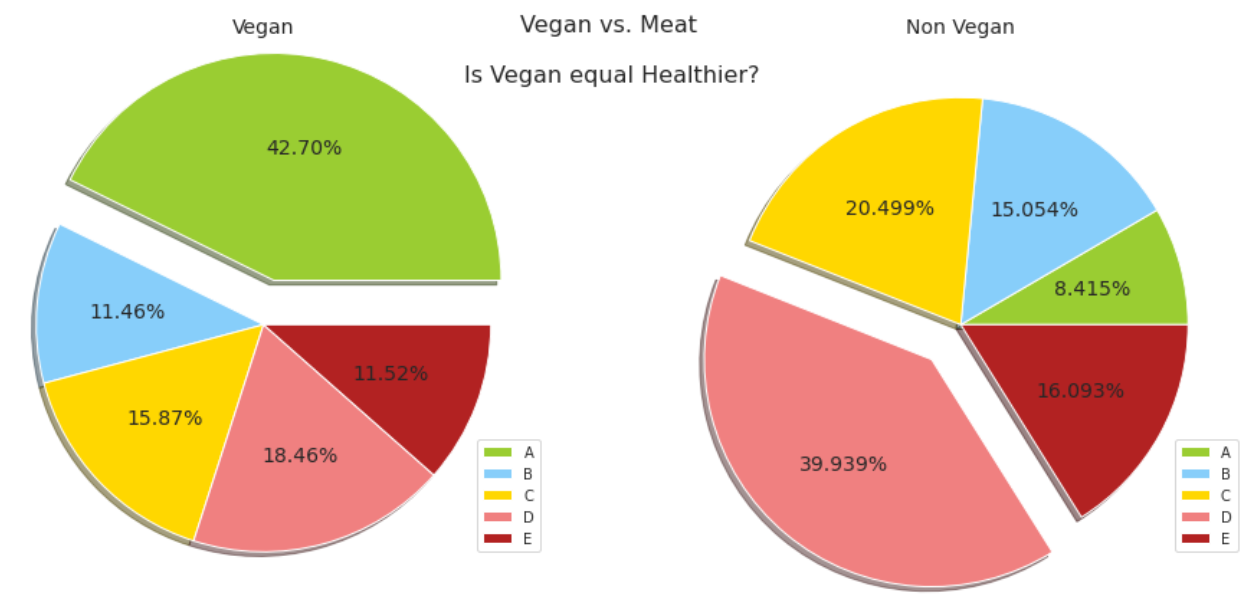 Vegan vs. Meat
Is Vegan equal Healthier?
Vegan
42.70%
11.46%
15.87%
18.46%
11.52%
A
B
C
D
E
Non Vegan
20.499%
15.054%
8.415%
39.939%
16.093%
A
B
C
D
E